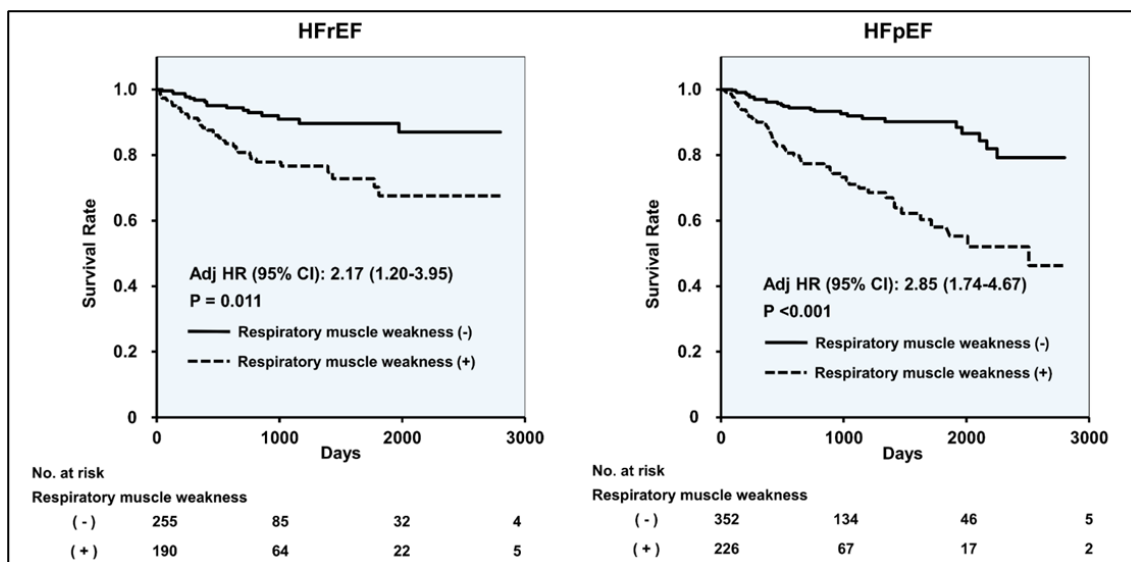 HFrEF
1.0
0.8
0.6
0.4
0.2
0
Survival Rate
Adj HR (95% CI): 2.17 (1.20-3.95)
P = 0.011
Respiratory muscle weakness (-)
Respiratory muscle weakness (+)
0 1000 2000 3000
Days
No. at risk
Respiratory muscle weakness
( - ) 255 85 32 4
( + ) 190 64 22 5
HFpEF
1.0
0.8
0.6
0.4
0.2
0
Survival Rate
Adj HR (95% CI): 2.85 (1.74-4.67)
P <0.001
Respiratory muscle weakness (-)
Respiratory muscle weakness (+)
0 1000 2000 3000
Days
No. at risk
Respiratory muscle weakness
( - ) 352 134 46 5
( + ) 226 67 17 2